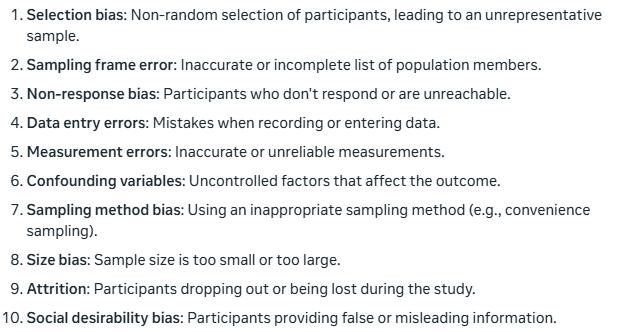 1. Selection bias: Non-random selection of participants, leading to an unrepresentative
sample.
2. Sampling frame error: Inaccurate or incomplete list of population members.
3. Non-response bias: Participants who don't respond or are unreachable.
4. Data entry errors: Mistakes when recording or entering data.
5. Measurement errors: Inaccurate or unreliable measurements.
6. Confounding variables: Uncontrolled factors that affect the outcome.
7. Sampling method bias: Using an inappropriate sampling method (e.g., convenience
sampling).
8. Size bias: Sample size is too small or too large.
9. Attrition: Participants dropping out or being lost during the study.
10. Social desirability bias: Participants providing false or misleading information.